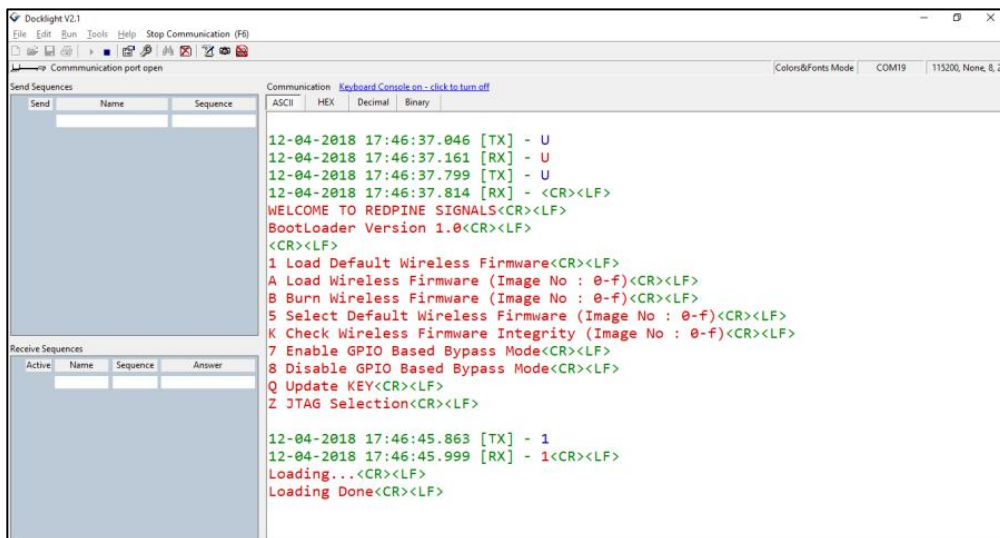 Docklight V2.1
File Edit Run Tools Help Stop Communication (F6)
Commmunication port open
Colors&Fonts Mode COM19 115200, None, 8,
Send Sequences
Send Name Sequence
Communication Keyboard Console on - click to turn off
ASCII HEX Decimal Binary
12-04-2018 17:46:37.046 [TX] - U
12-04-2018 17:46:37.161 [RX] - U
12-04-2018 17:46:37.799 [TX] - U
12-04-2018 17:46:37.814 [RX] - <CR><LF>
WELCOME TO REDPINE SIGNALS<CR><LF>
BootLoader Version 1.0<CR><LF>
<CR><LF>
1 Load Default Wireless Firmware<CR><LF>
A Load Wireless Firmware (Image No : 0-f)<CR><LF>
B Burn Wireless Firmware (Image No : 0-f)<CR><LF>
5 Select Default Wireless Firmware (Image No : 0-f)<CR><LF>
K Check Wireless Firmware Integrity (Image No : 0-f)<CR><LF>
7 Enable GPIO Based Bypass Mode<CR><LF>
8 Disable GPIO Based Bypass Mode<CR><LF>
Q Update KEY<CR><LF>
Z JTAG Selection<CR><LF>
12-04-2018 17:46:45.863 [TX] - 1
12-04-2018 17:46:45.999 [RX] - 1<CR><LF>
Loading...<CR><LF>
Loading Done<CR><LF>
Receive Sequences
Active Name Sequence Answer